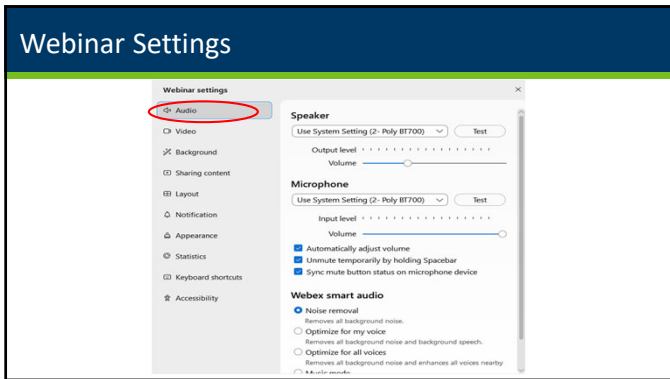 Webinar Settings
Webinar settings
Audio
Video
Background
Sharing content
Layout
Notification
Appearance
Statistics
Keyboard shortcuts
Accessibility
Speaker
Use System Setting (2- Poly BT700)
Test
Output level
Volume
Microphone
Use System Setting (2- Poly BT700)
Test
Input level
Volume
Automatically adjust volume
Unmute temporarily by holding Spacebar
Sync mute button status on microphone device
Webex smart audio
Noise removal
Removes all background noise.
Optimize for my voice
Removes all background noise and background speech.
Optimize for all voices
Removes all background noise and enhances all voices nearby
Music mode